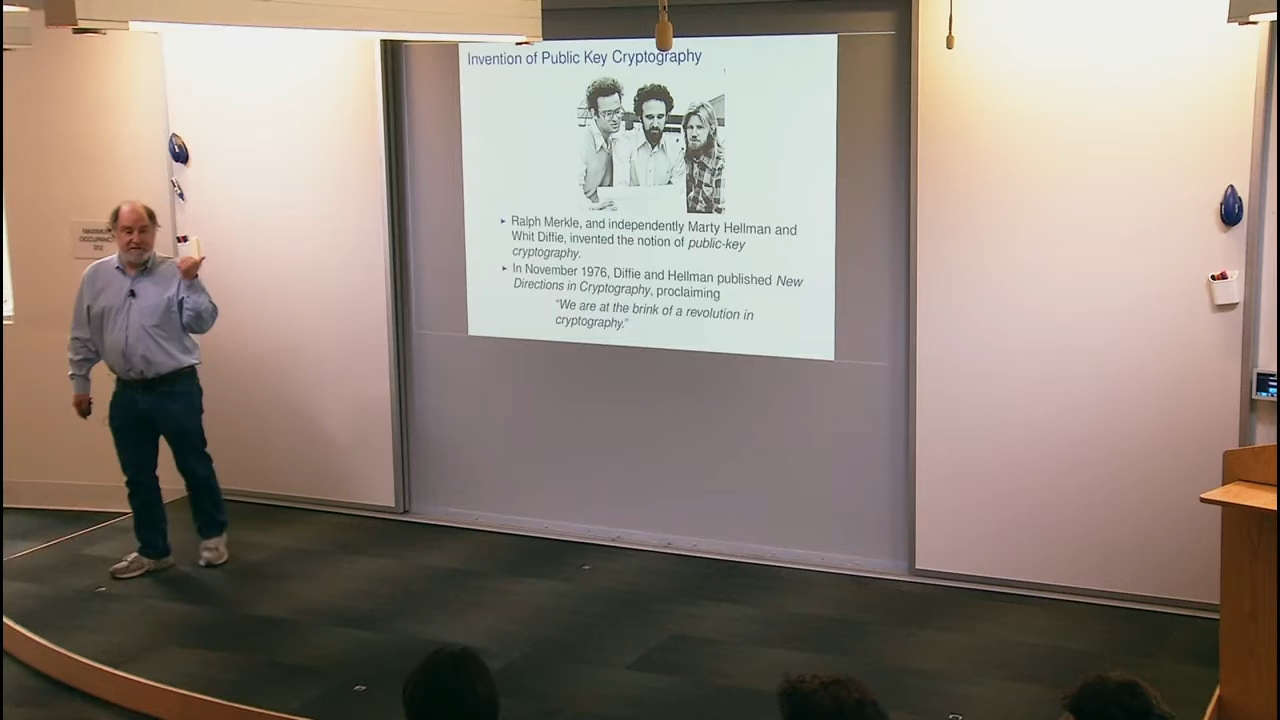 Invention of Public Key Cryptography
▸ Ralph Merkle, and independently Marty Hellman and
Whit Diffie, invented the notion of public-key
cryptography.
▸ In November 1976, Diffie and Hellman published New
Directions in Cryptography, proclaiming
“We are at the brink of a revolution in
cryptography.”
MAXIMUM
OCCUPANCY